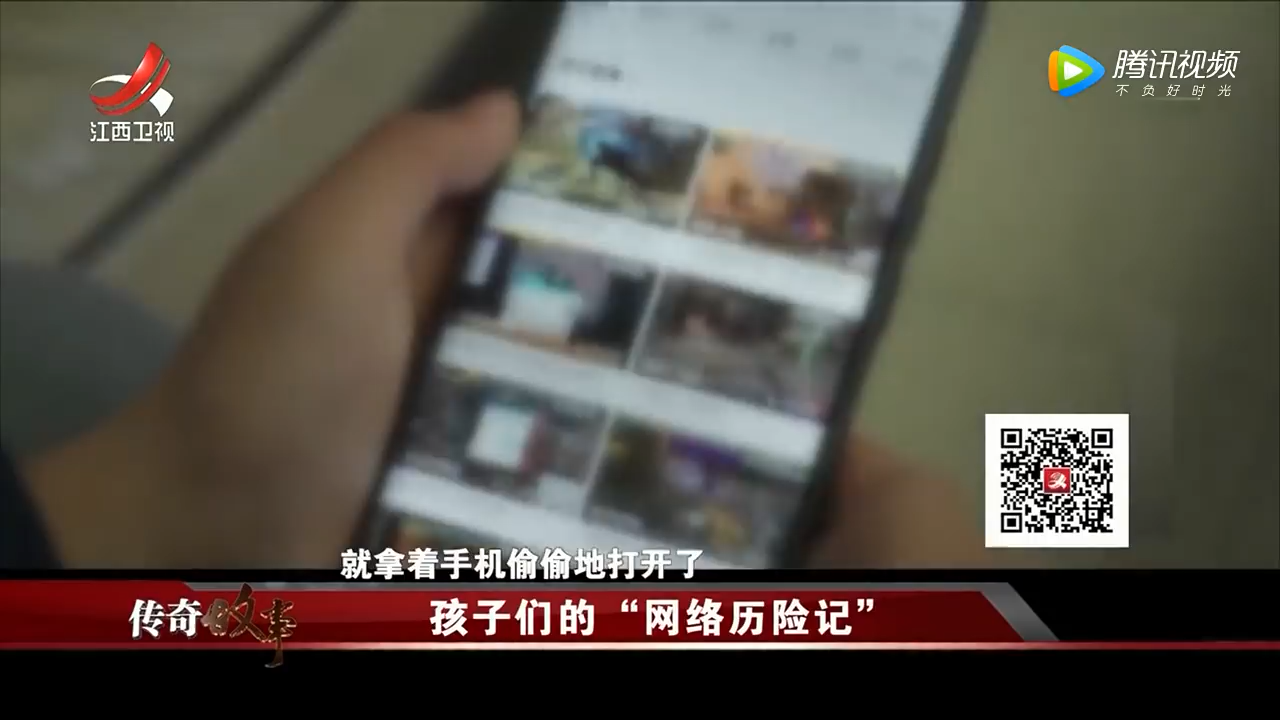 江西卫视
腾讯视频
不负好时光
就拿着手机偷偷地打开了
传奇故事
孩子们的“网络历险记”